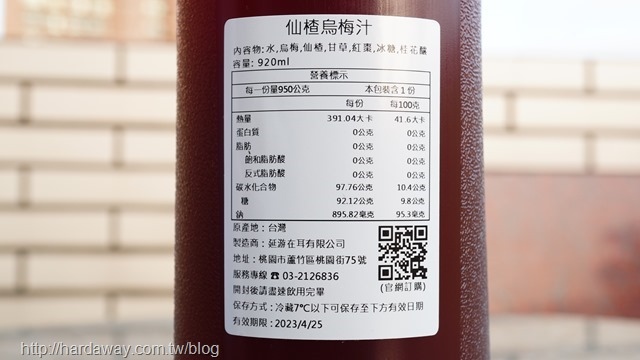 仙楂烏梅汁
內容物:水,烏梅,仙楂,甘草,紅棗,冰糖,桂花釀
容量: 920ml
營養標示
每一份量950公克 本包裝含1份
每份 每100克
熱量 391.04大卡 41.6大卡
蛋白質 0公克 0公克
脂肪 0公克 0公克
飽和脂肪酸 0公克 0公克
反式脂肪酸 0公克 0公克
碳水化合物 97.76公克 10.4公克
糖 92.12公克 9.8公克
鈉 895.82毫克 95.3毫克
原產地: 台灣
製造商: 延游在耳有限公司
地址: 桃園市蘆竹區桃園街75號
服務專線☎ 03-2126836
(官網訂購)
開封後請盡速飲用完畢
保存方式: 冷藏7℃以下可保存至下方有效日期
有效期限: 2023/4/25
http://hardaway.com.tw/blog